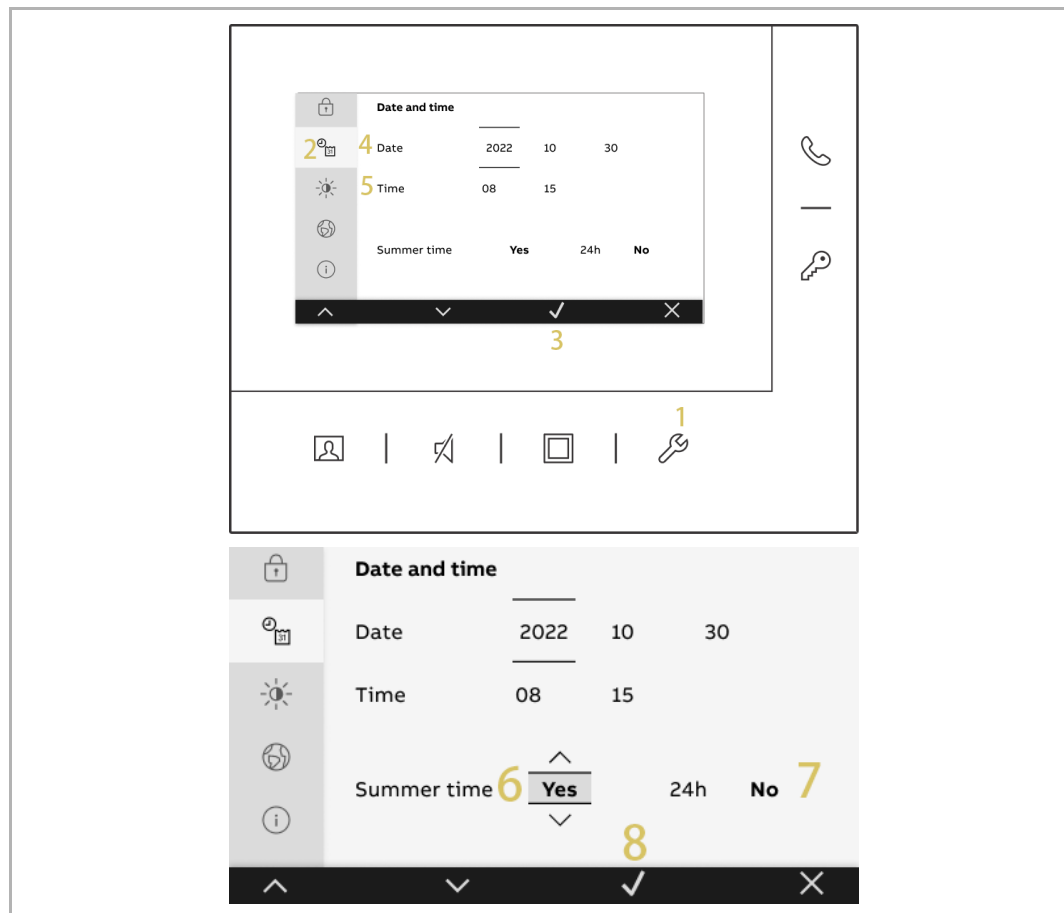 Date and time
2 31 4 Date 2022 10 30
5 Time 08 15
Summer time Yes 24h No
i
3
1
Date and time
31 Date 2022 10 30
Time 08 15
Summer time 6 Yes 24h No 7
i
8